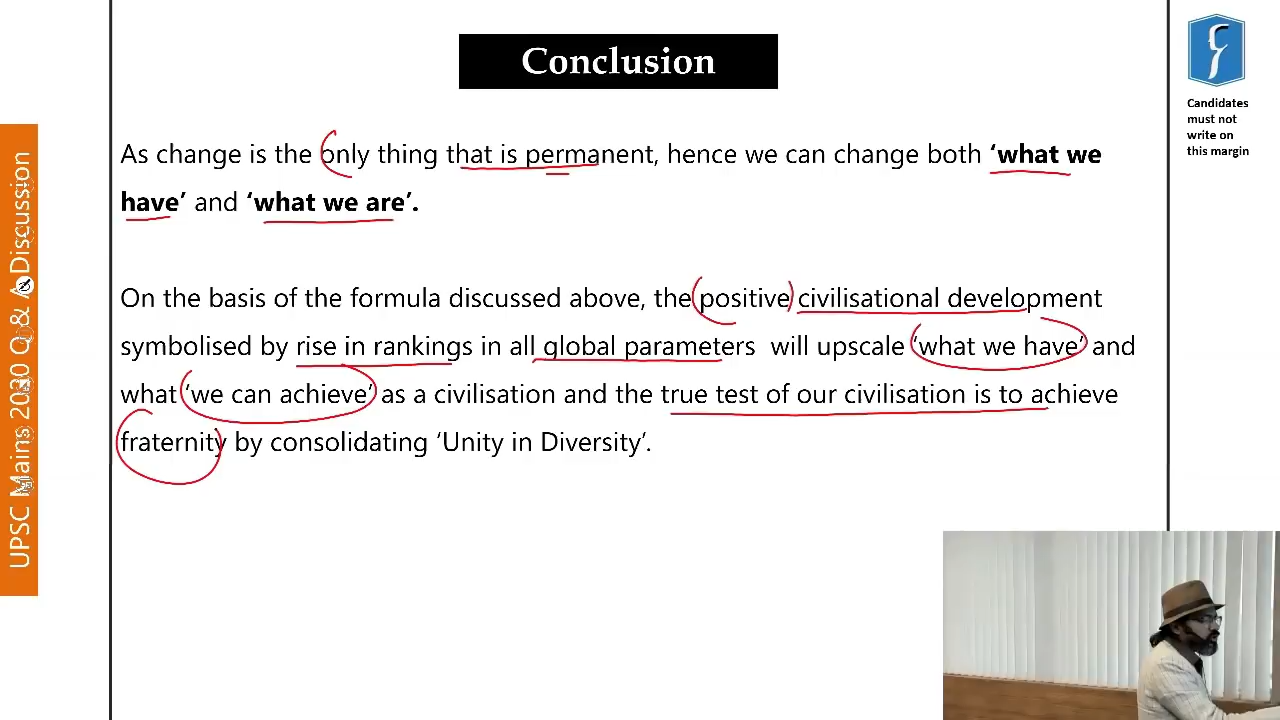 Conclusion
As change is the only thing that is permanent, hence we can change both ‘what we
have’ and ‘what we are’.
On the basis of the formula discussed above, the positive civilisational development
symbolised by rise in rankings in all global parameters will upscale ‘what we have’ and
what ‘we can achieve’ as a civilisation and the true test of our civilisation is to achieve
fraternity by consolidating ‘Unity in Diversity’.
Candidates
must not
write on
this margin
UPSC Mains 2020 Q & A Discussion